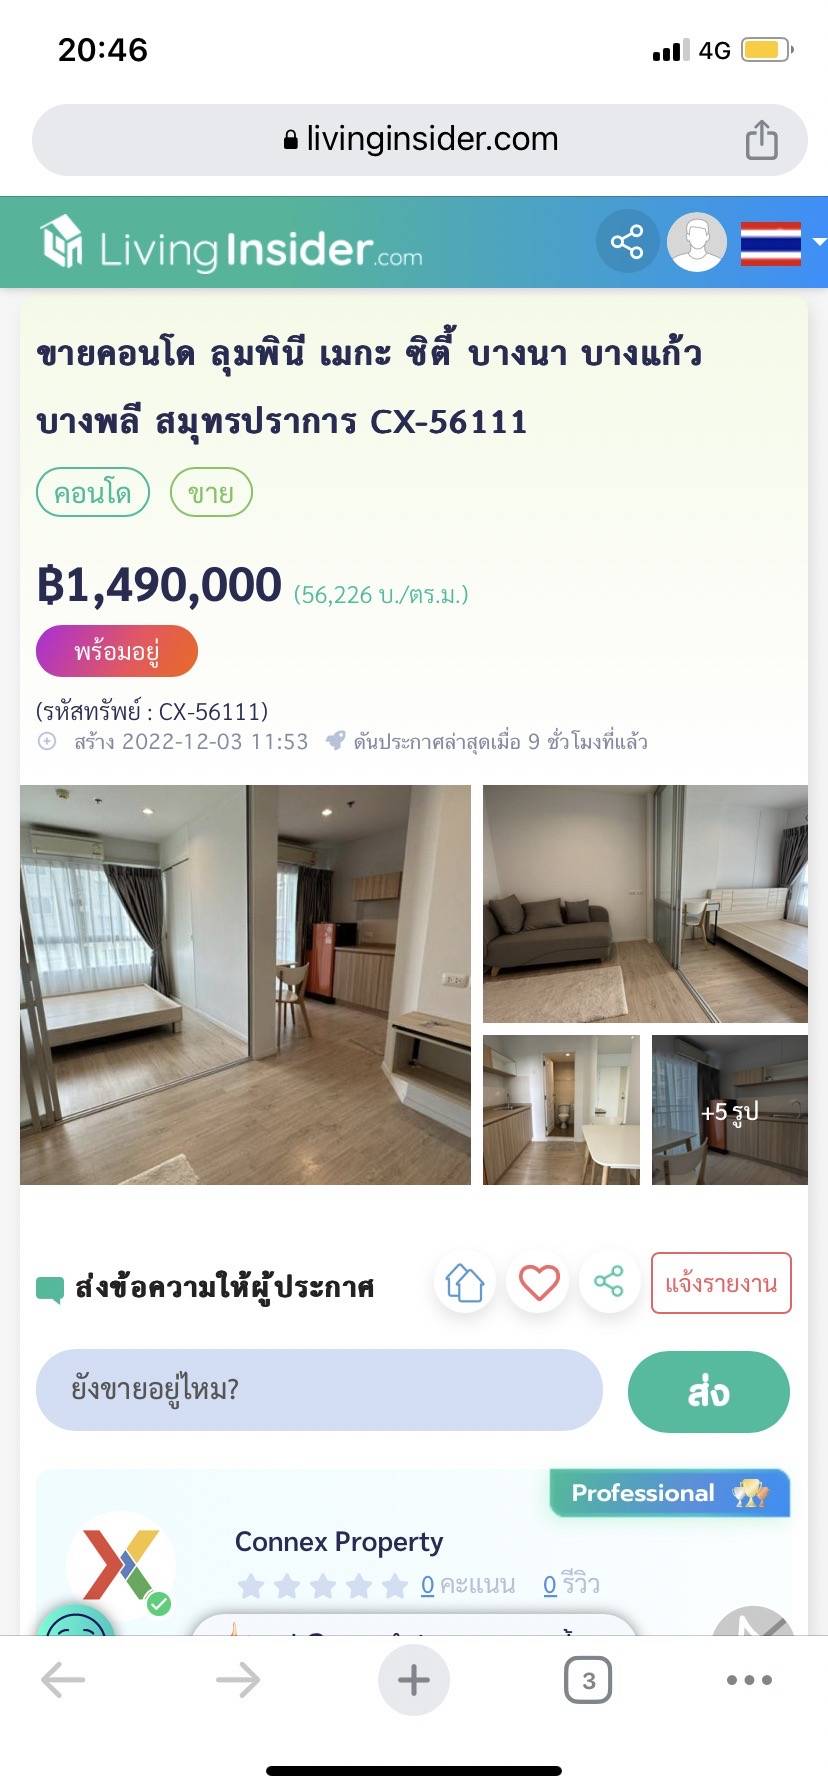 20:46
4G
livinginsider.com
LivingInsider.com
ขายคอนโด ลุมพินี เมกะ ซิตี้ บางนา บางแก้ว
บางพลี สมุทรปราการ CX-56111
คอนโด ขาย
฿1,490,000 (56,226 บ./ตร.ม.)
พร้อมอยู่
(รหัสทรัพย์ : CX-56111)
สร้าง 2022-12-03 11:53 ดันประกาศล่าสุดเมื่อ 9 ชั่วโมงที่แล้ว
+5 รูป
ส่งข้อความให้ผู้ประกาศ
แจ้งรายงาน
ยังขายอยู่ไหม?
ส่ง
Professional
Connex Property
0 คะแนน 0 รีวิว
3